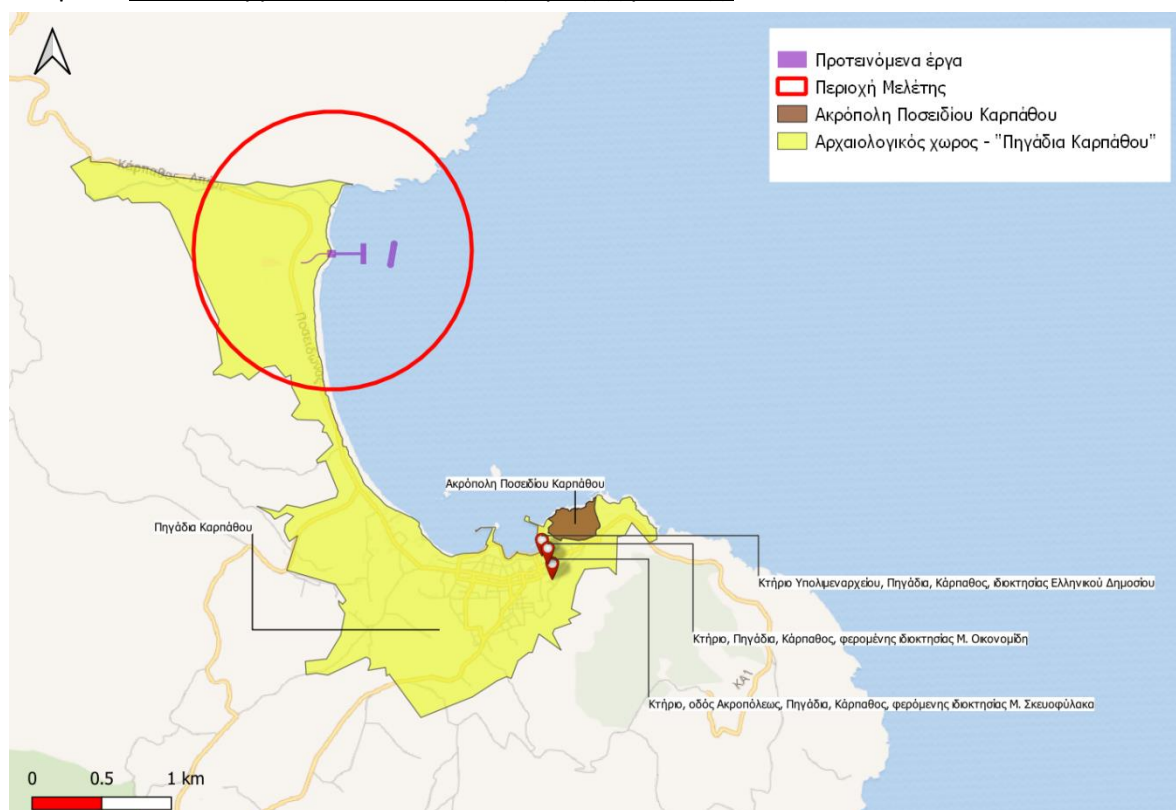 Προτεινόμενα έργα
Περιοχή Μελέτης
Ακρόπολη Ποσειδίου Καρπάθου
Αρχαιολογικός χωρος - "Πηγάδια Καρπάθου"
Κάρπαθος
Ποσειδώνος
Ακρόπολη Ποσειδίου Καρπάθου
Πηγάδια Καρπάθου
Κτήριο Υπολιμεναρχείου, Πηγάδια, Κάρπαθος, ιδιοκτησίας Ελληνικού Δημοσίου
Κτήριο, Πηγάδια, Κάρπαθος, φερομένης ιδιοκτησίας Μ. Οικονομίδη
ΚΑ1
Κτήριο, οδός Ακροπόλεως, Πηγάδια, Κάρπαθος, φερόμενης ιδιοκτησίας Μ. Σκευοφύλακα
0 0.5 1 km